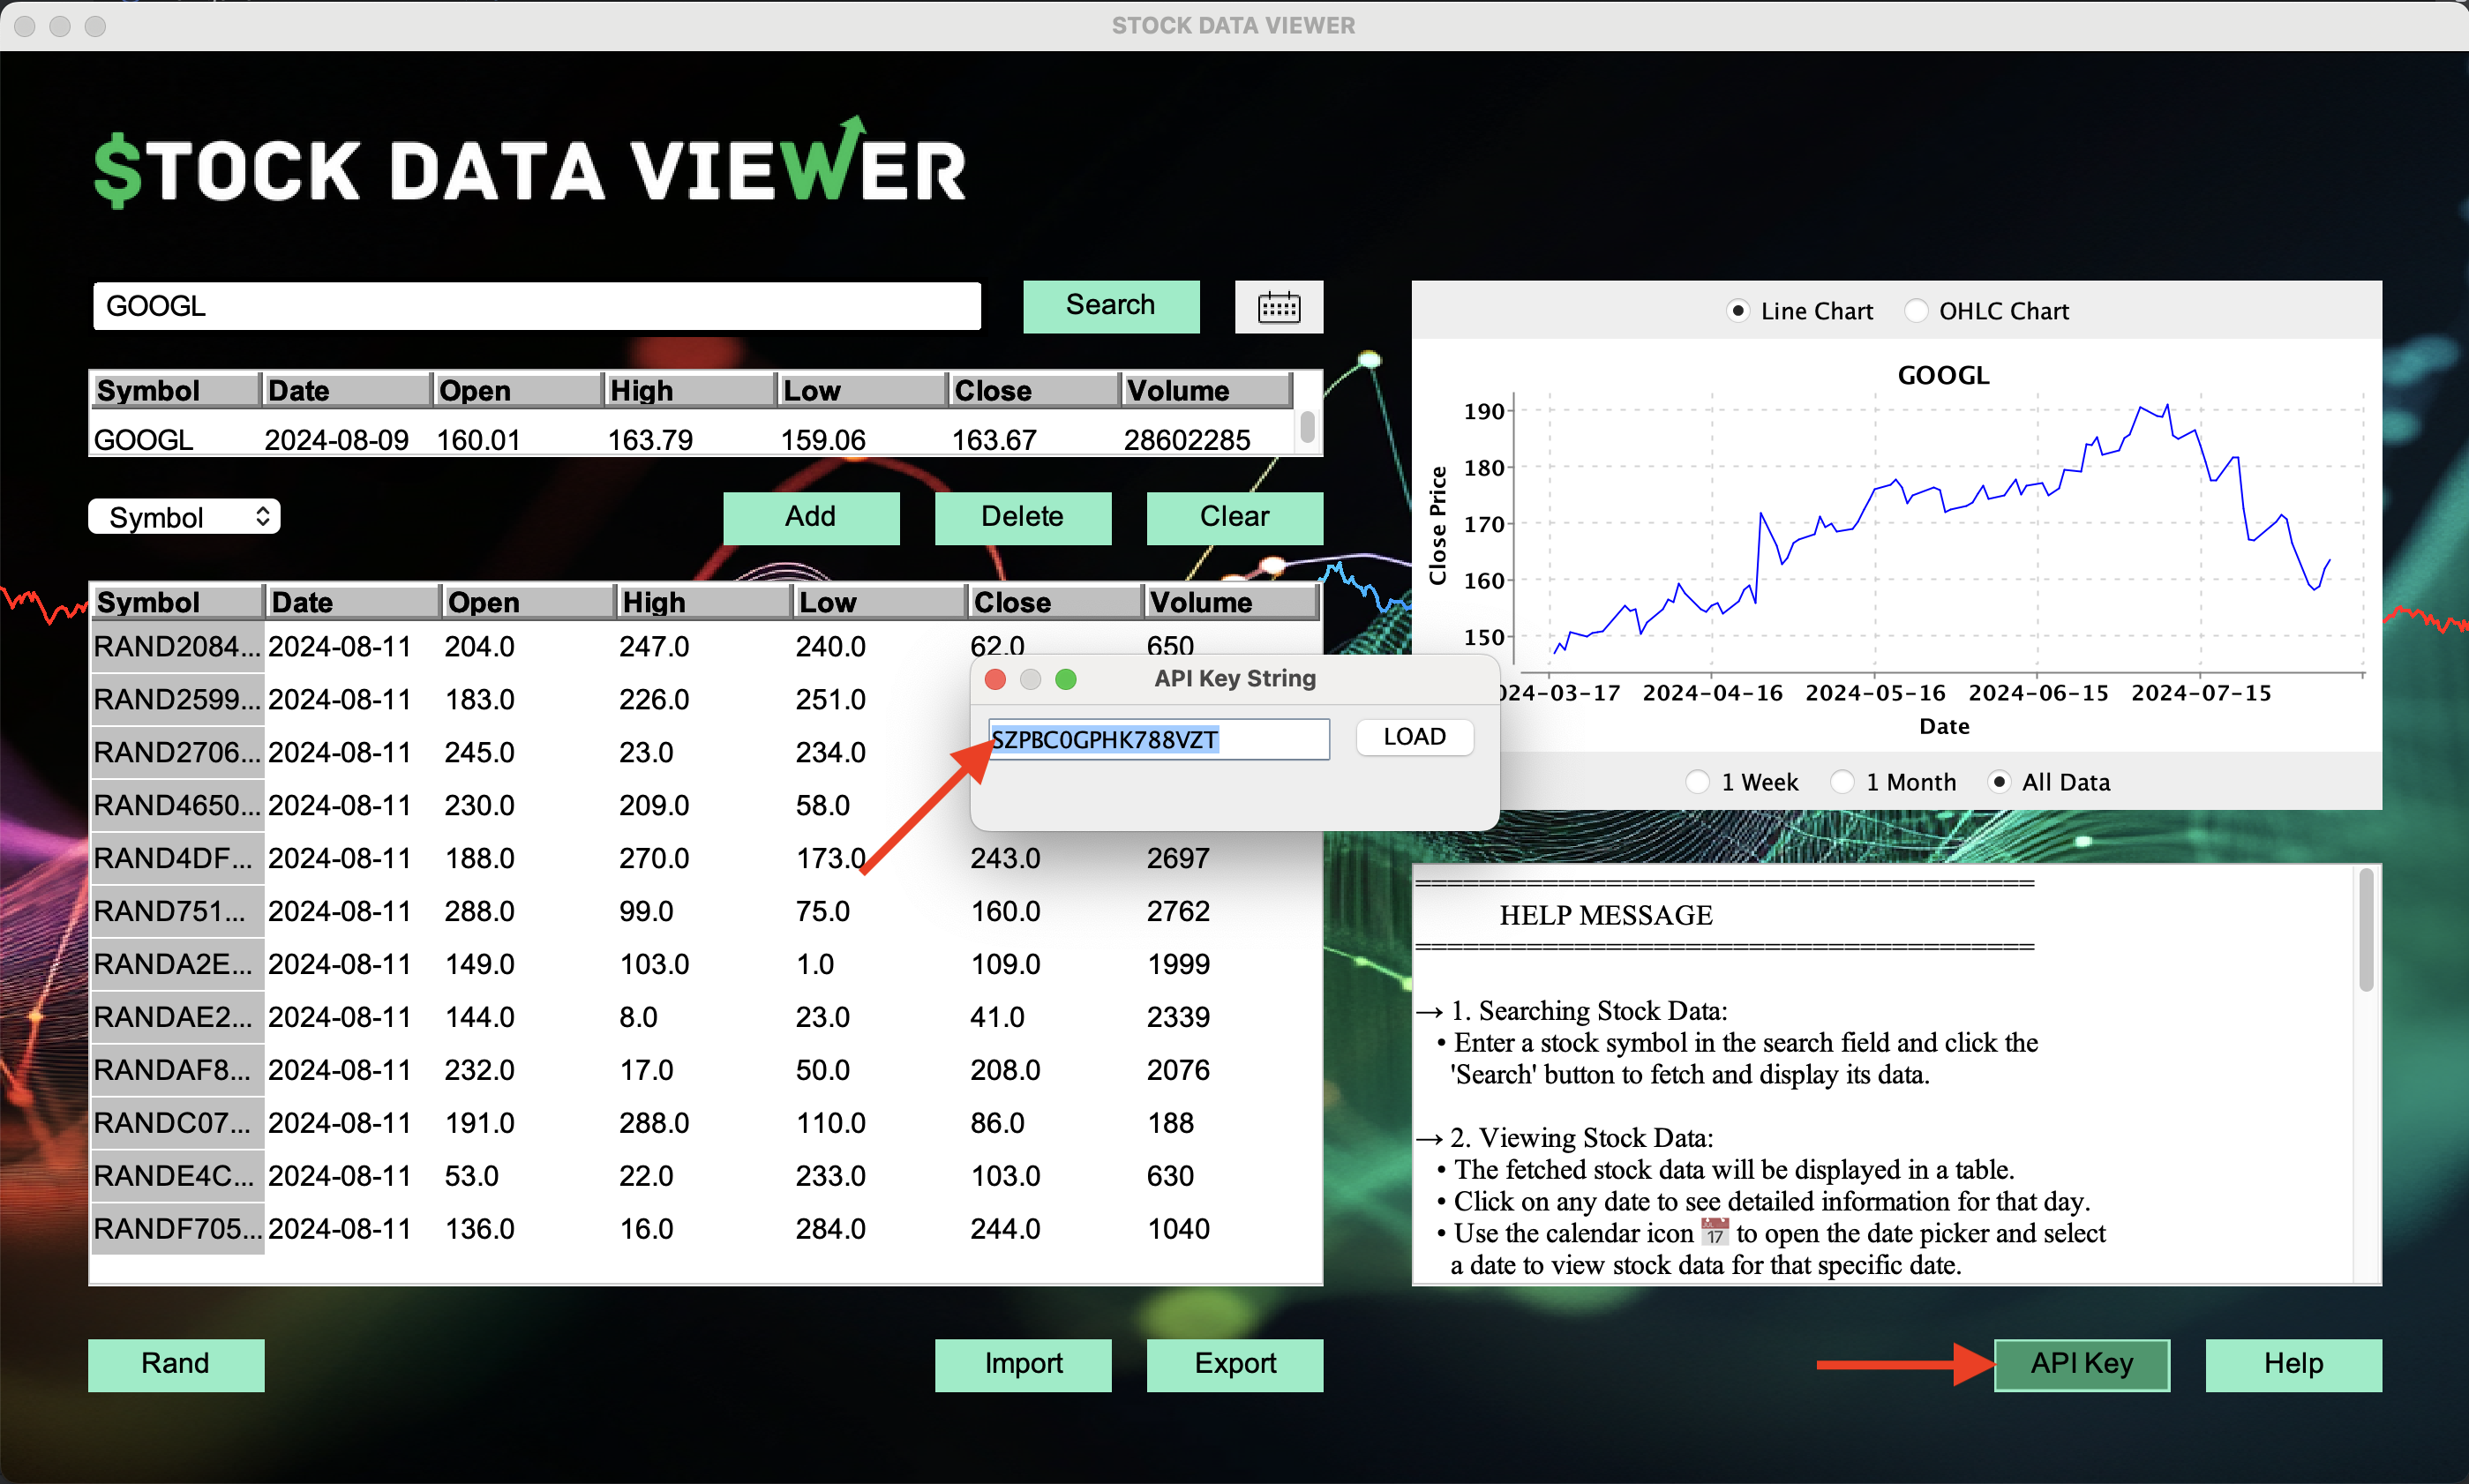 STOCK DATA VIEWER
$TOCK DATA VIEWER
GOOGL Search
Symbol Date Open High Low Close Volume
GOOGL 2024-08-09 160.01 163.79 159.06 163.67 28602285
Symbol Add Delete Clear
Symbol Date Open High Low Close Volume
RAND2084... 2024-08-11 204.0 247.0 240.0 62.0 650
RAND2599... 2024-08-11 183.0 226.0 251.0
RAND2706... 2024-08-11 245.0 23.0 234.0
RAND4650... 2024-08-11 230.0 209.0 58.0
RAND4DF... 2024-08-11 188.0 270.0 173.0 243.0 2697
RAND751... 2024-08-11 288.0 99.0 75.0 160.0 2762
RANDA2E... 2024-08-11 149.0 103.0 1.0 109.0 1999
RANDAE2... 2024-08-11 144.0 8.0 23.0 41.0 2339
RANDAF8... 2024-08-11 232.0 17.0 50.0 208.0 2076
RANDC07... 2024-08-11 191.0 288.0 110.0 86.0 188
RANDE4C... 2024-08-11 53.0 22.0 233.0 103.0 630
RANDF705... 2024-08-11 136.0 16.0 284.0 244.0 1040
API Key String
SZPBC0GPHK788VZT LOAD
Line Chart OHLC Chart
GOOGL
Close Price
190
180
170
160
150
024-03-17 2024-04-16 2024-05-16 2024-06-15 2024-07-15
Date
1 Week 1 Month All Data
========================================
HELP MESSAGE
========================================
→ 1. Searching Stock Data:
• Enter a stock symbol in the search field and click the
'Search' button to fetch and display its data.
→ 2. Viewing Stock Data:
• The fetched stock data will be displayed in a table.
• Click on any date to see detailed information for that day.
• Use the calendar icon 📅 to open the date picker and select
a date to view stock data for that specific date.
Rand Import Export API Key Help